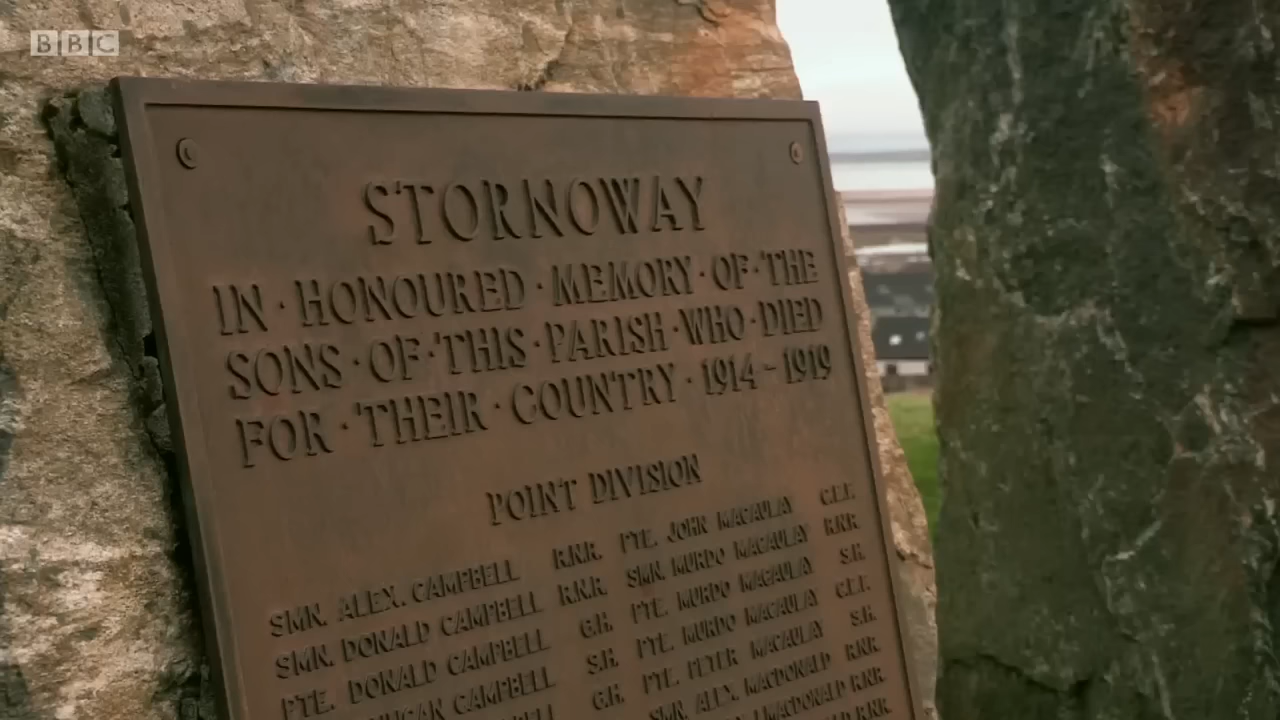 BBC
STORNOWAY
IN · HONOURED · MEMORY · OF · THE
SONS · OF · THIS · PARISH · WHO · DIED
FOR · THEIR · COUNTRY · 1914 - 1919
POINT DIVISION
SMN. ALEX. CAMPBELL R.N.R.
SMN. DONALD CAMPBELL R.N.R.
PTE. DONALD CAMPBELL G.H.
CAMPBELL S.H.
G.H.
PTE. JOHN MACAULAY C.E.F.
SMN. MURDO MACAULAY R.N.R.
PTE. MURDO MACAULAY S.H.
PTE. MURDO MACAULAY C.E.F.
PTE. PETER MACAULAY S.H.
SMN. ALEX. MACDONALD R.N.R.
MACDONALD R.N.R.
R.N.R.